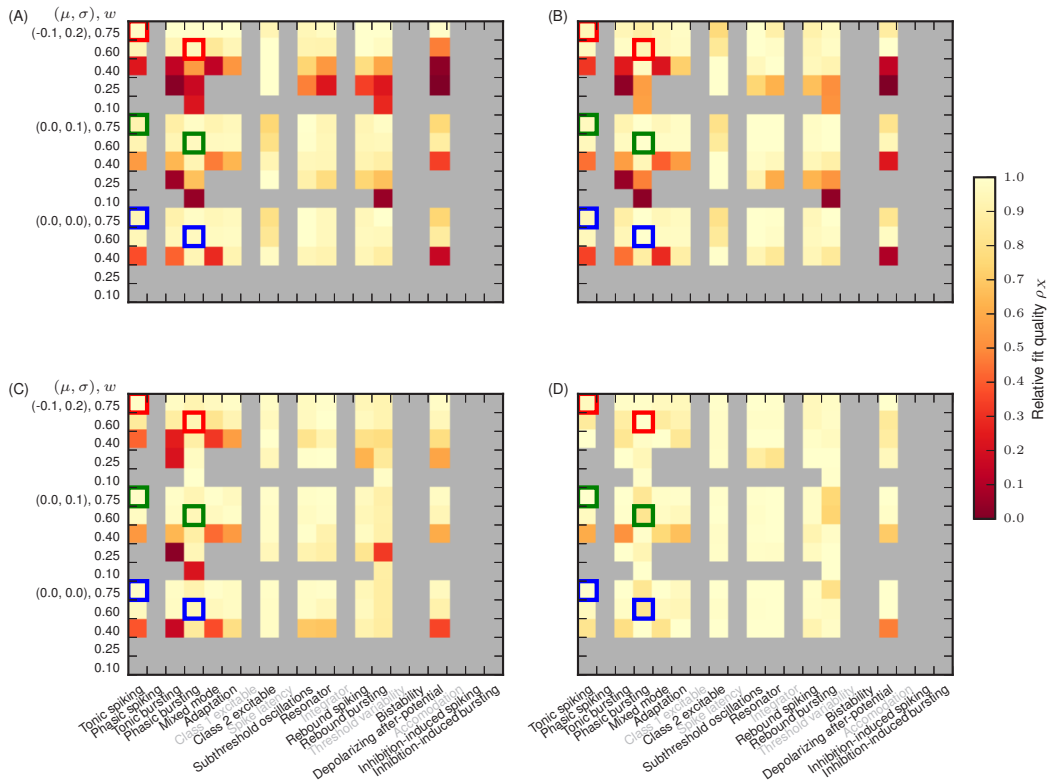 (A) (μ, σ), w
(-0.1, 0.2), 0.75
0.60
0.40
0.25
0.10
(0.0, 0.1), 0.75
0.60
0.40
0.25
0.10
(0.0, 0.0), 0.75
0.60
0.40
0.25
0.10
(B)
(C) (μ, σ), w
(-0.1, 0.2), 0.75
0.60
0.40
0.25
0.10
(0.0, 0.1), 0.75
0.60
0.40
0.25
0.10
(0.0, 0.0), 0.75
0.60
0.40
0.25
0.10
(D)
Tonic spiking
Phasic spiking
Tonic bursting
Phasic bursting
Mixed mode
Adaptation
Class 1 excitable
Class 2 excitable
Spike latency
Subthreshold oscillations
Resonator
Integrator
Rebound spiking
Rebound bursting
Threshold variability
Bistability
Depolarizing after-potential
Inhibition-induced spiking
Inhibition-induced bursting
Tonic spiking
Phasic spiking
Tonic bursting
Phasic bursting
Mixed mode
Adaptation
Class 1 excitable
Class 2 excitable
Spike latency
Subthreshold oscillations
Resonator
Integrator
Rebound spiking
Rebound bursting
Threshold variability
Bistability
Depolarizing after-potential
Inhibition-induced spiking
Inhibition-induced bursting
1.0
0.9
0.8
0.7
0.6
0.5
0.4
0.3
0.2
0.1
0.0
Relative fit quality ρX